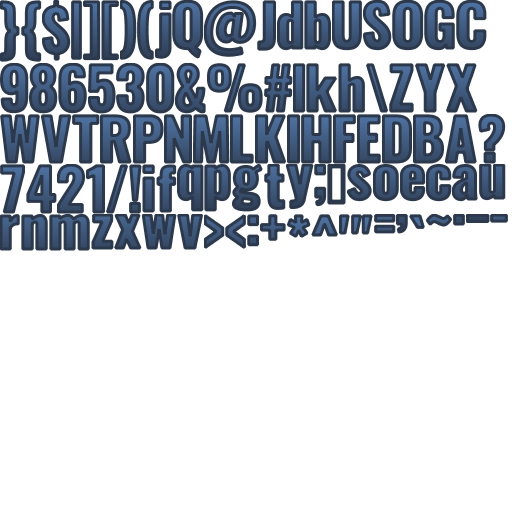 }{$|][)(jQ@JdbUSOGC
986530&%#lkh\ZYX
WVTRPNMLKIHFEDBA?
7421/!ifqpgty;▯soecau
rnmzxwv><:+*^'"=,`~.—-